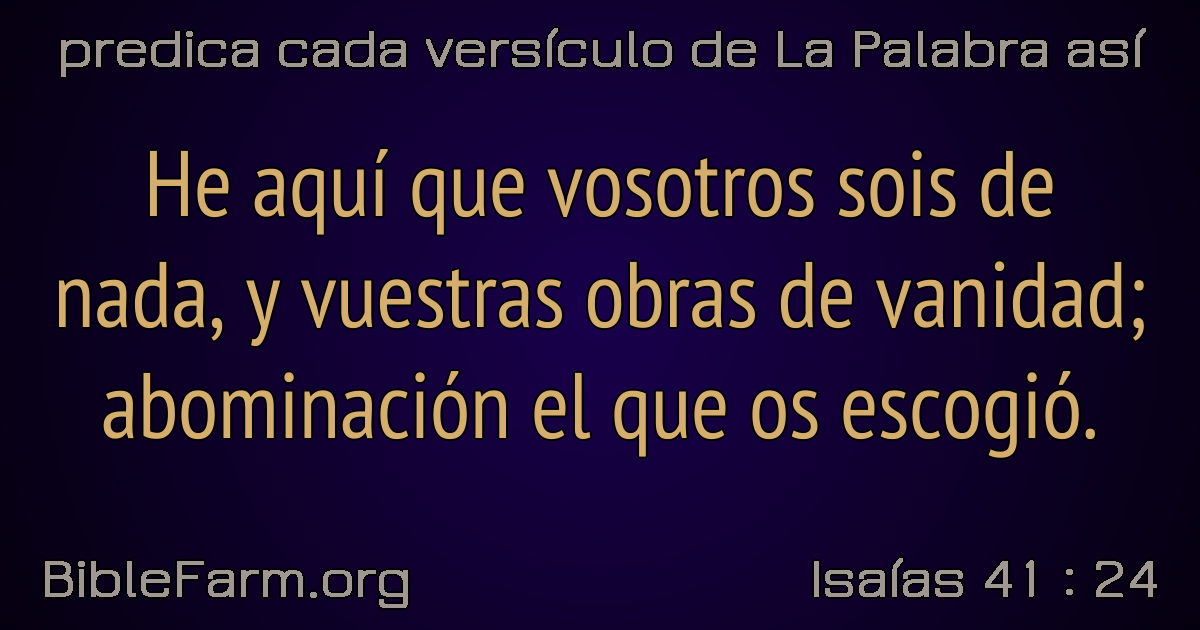 predica cada versículo de La Palabra así
He aquí que vosotros sois de
nada, y vuestras obras de vanidad;
abominación el que os escogió.
BibleFarm.org
Isaías 41 : 24